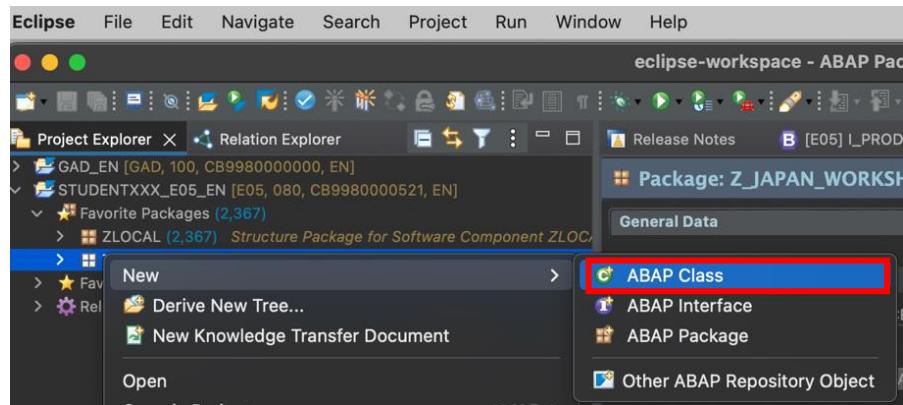 Eclipse File Edit Navigate Search Project Run Window Help
eclipse-workspace - ABAP Pac
Project Explorer Relation Explorer
Release Notes [E05] I_PROD
GAD_EN [GAD, 100, CB9980000000, EN]
STUDENTXXX_E05_EN [E05, 080, CB9980000521, EN]
Package: Z_JAPAN_WORKSH
Favorite Packages (2,367)
General Data
ZLOCAL (2,367) Structure Package for Software Component ZLOCA
Fav
Rel
New
ABAP Class
Derive New Tree...
ABAP Interface
New Knowledge Transfer Document
ABAP Package
Open
Other ABAP Repository Object